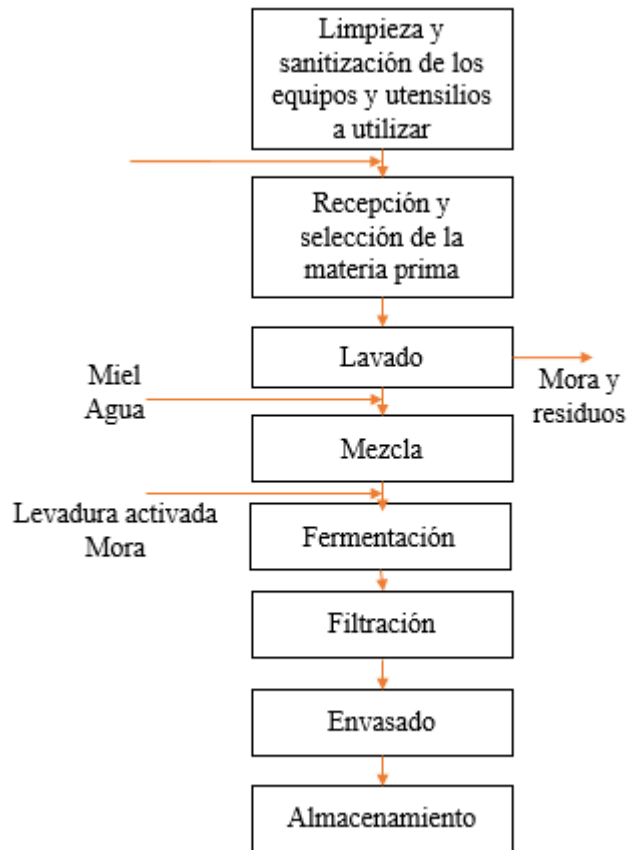 Limpieza y
sanitización de los
equipos y utensilios
a utilizar
Recepción y
selección de la
materia prima
Lavado
Mora y
residuos
Miel
Agua
Mezcla
Levadura activada
Mora
Fermentación
Filtración
Envasado
Almacenamiento